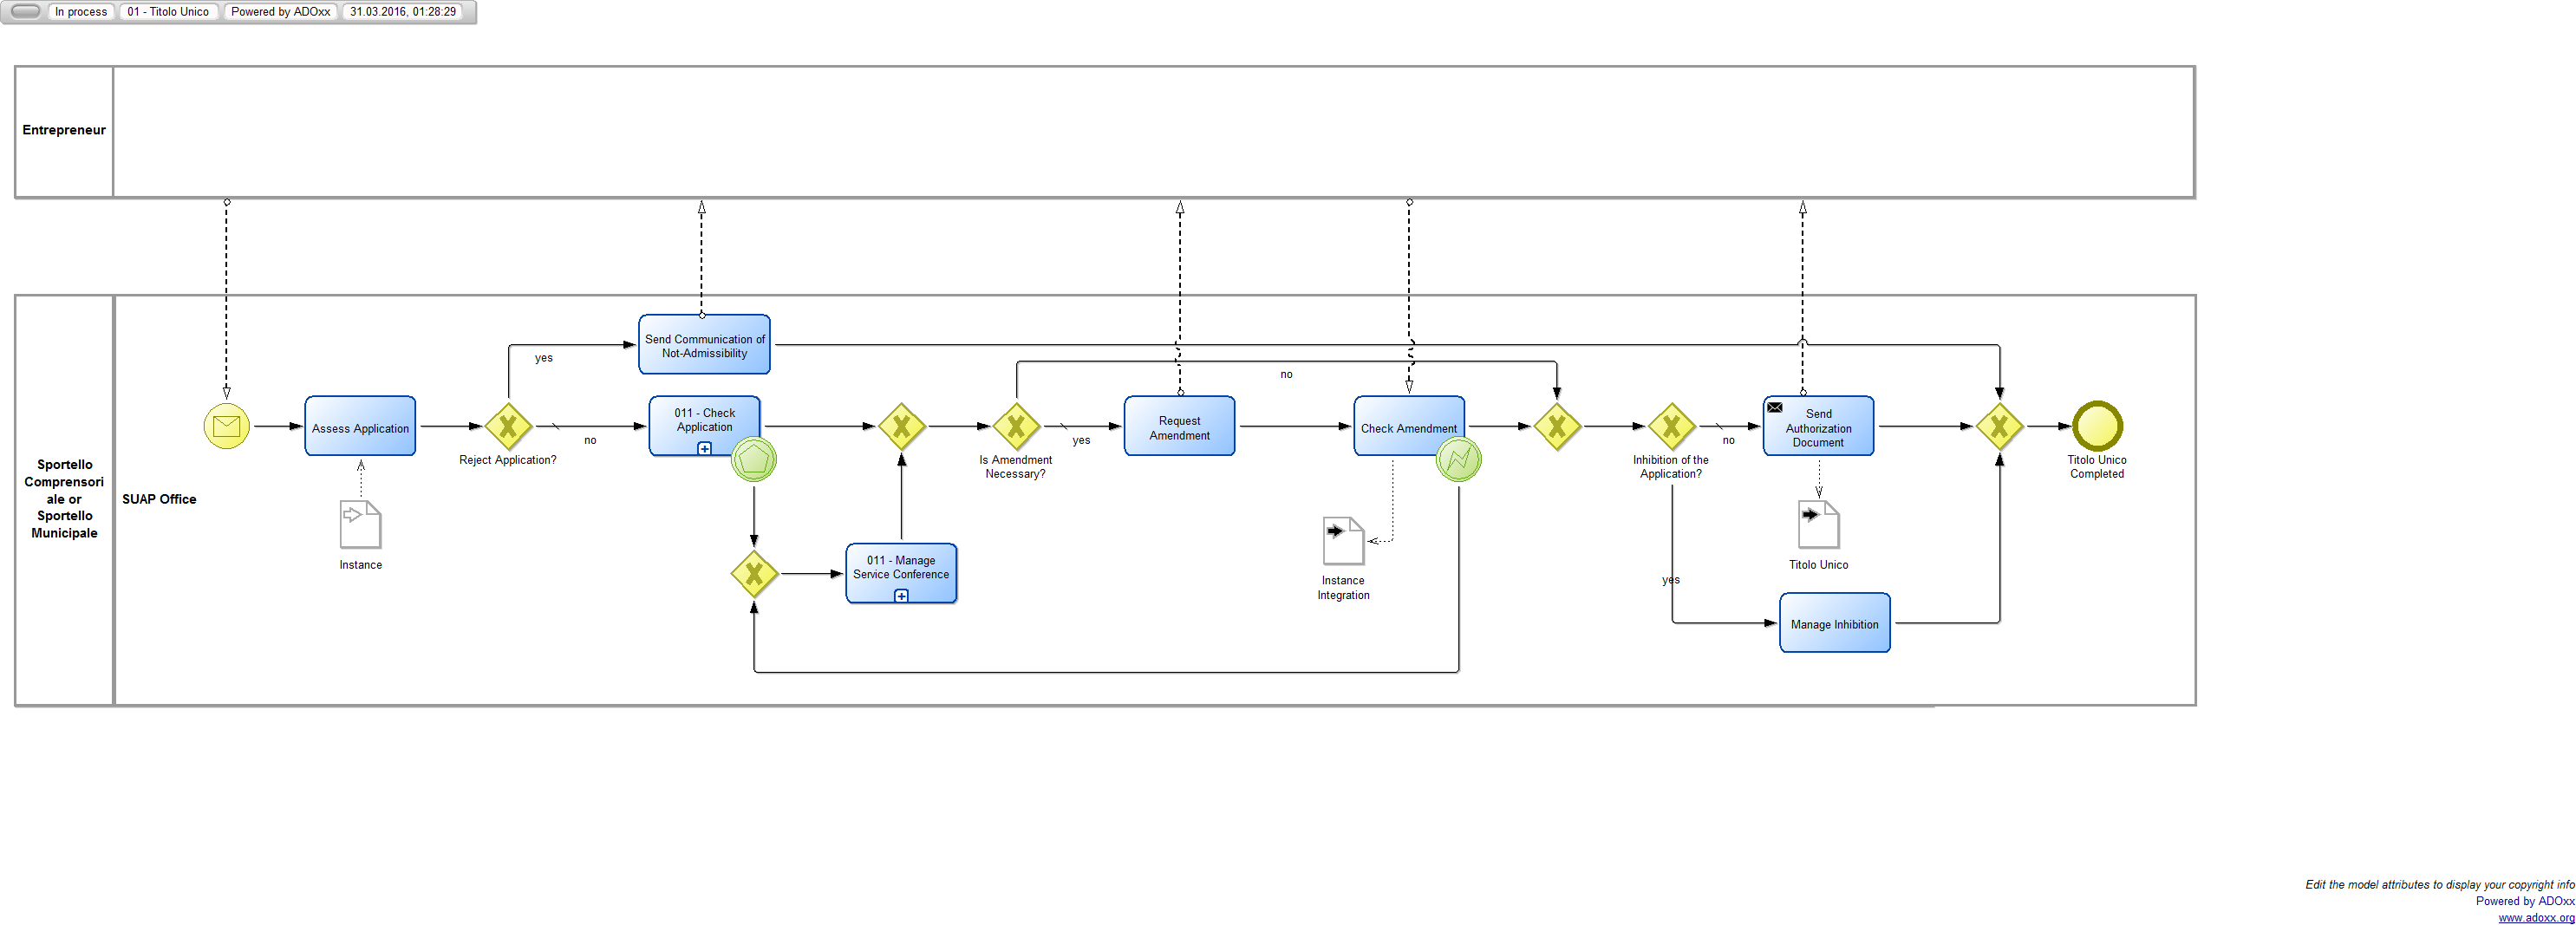 In process
01 - Titolo Unico
Powered by ADOxx
31.03.2016, 01:28:29
Entrepreneur
Sportello
Comprensori
ale or
Sportello
Municipale
SUAP Office
Assess Application
Instance
Reject Application?
yes
no
Send Communication of
Not-Admissibility
011 - Check
Application
011 - Manage
Service Conference
Is Amendment
Necessary?
no
yes
Request
Amendment
Check Amendment
Instance
Integration
Inhibition of the
Application?
no
yes
Send
Authorization
Document
Titolo Unico
Manage Inhibition
Titolo Unico
Completed
Edit the model attributes to display your copyright info
Powered by ADOxx
www.adoxx.org